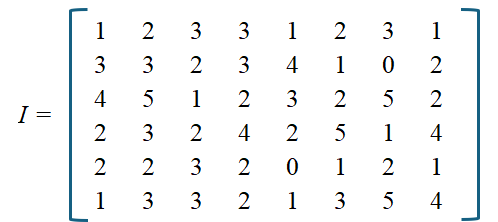 1 2 3 3 1 2 3 1
3 3 2 3 4 1 0 2
I = 4 5 1 2 3 2 5 2
2 3 2 4 2 5 1 4
2 2 3 2 0 1 2 1
1 3 3 2 1 3 5 4